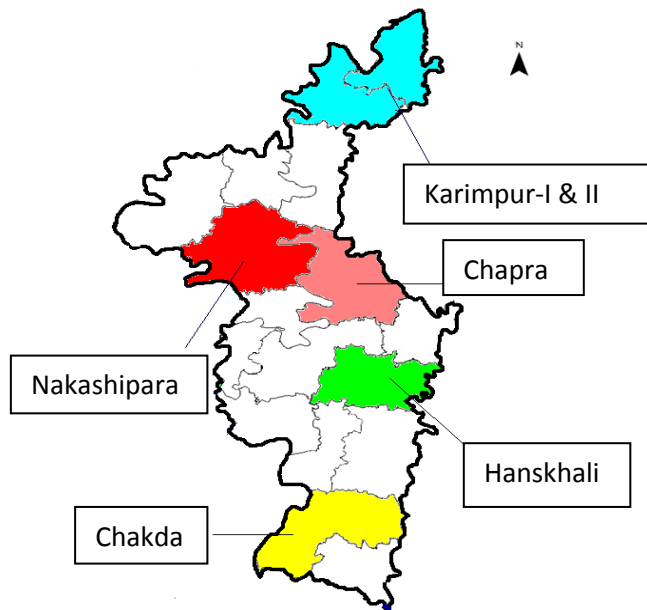 N
Karimpur-I & II
Chapra
Nakashipara
Hanskhali
Chakda